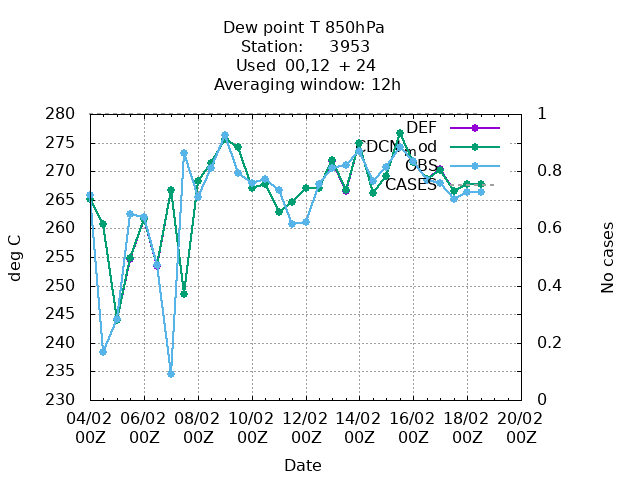 Dew point T 850hPa
Station: 3953
Used 00,12 + 24
Averaging window: 12h
280 1
DEF
275
CDCN_mod
OBS
270 0.8
CASES
265
260 0.6
255
deg C
No cases
250 0.4
245
240 0.2
235
230 0
04/02 06/02 08/02 10/02 12/02 14/02 16/02 18/02 20/02
00Z 00Z 00Z 00Z 00Z 00Z 00Z 00Z 00Z
Date